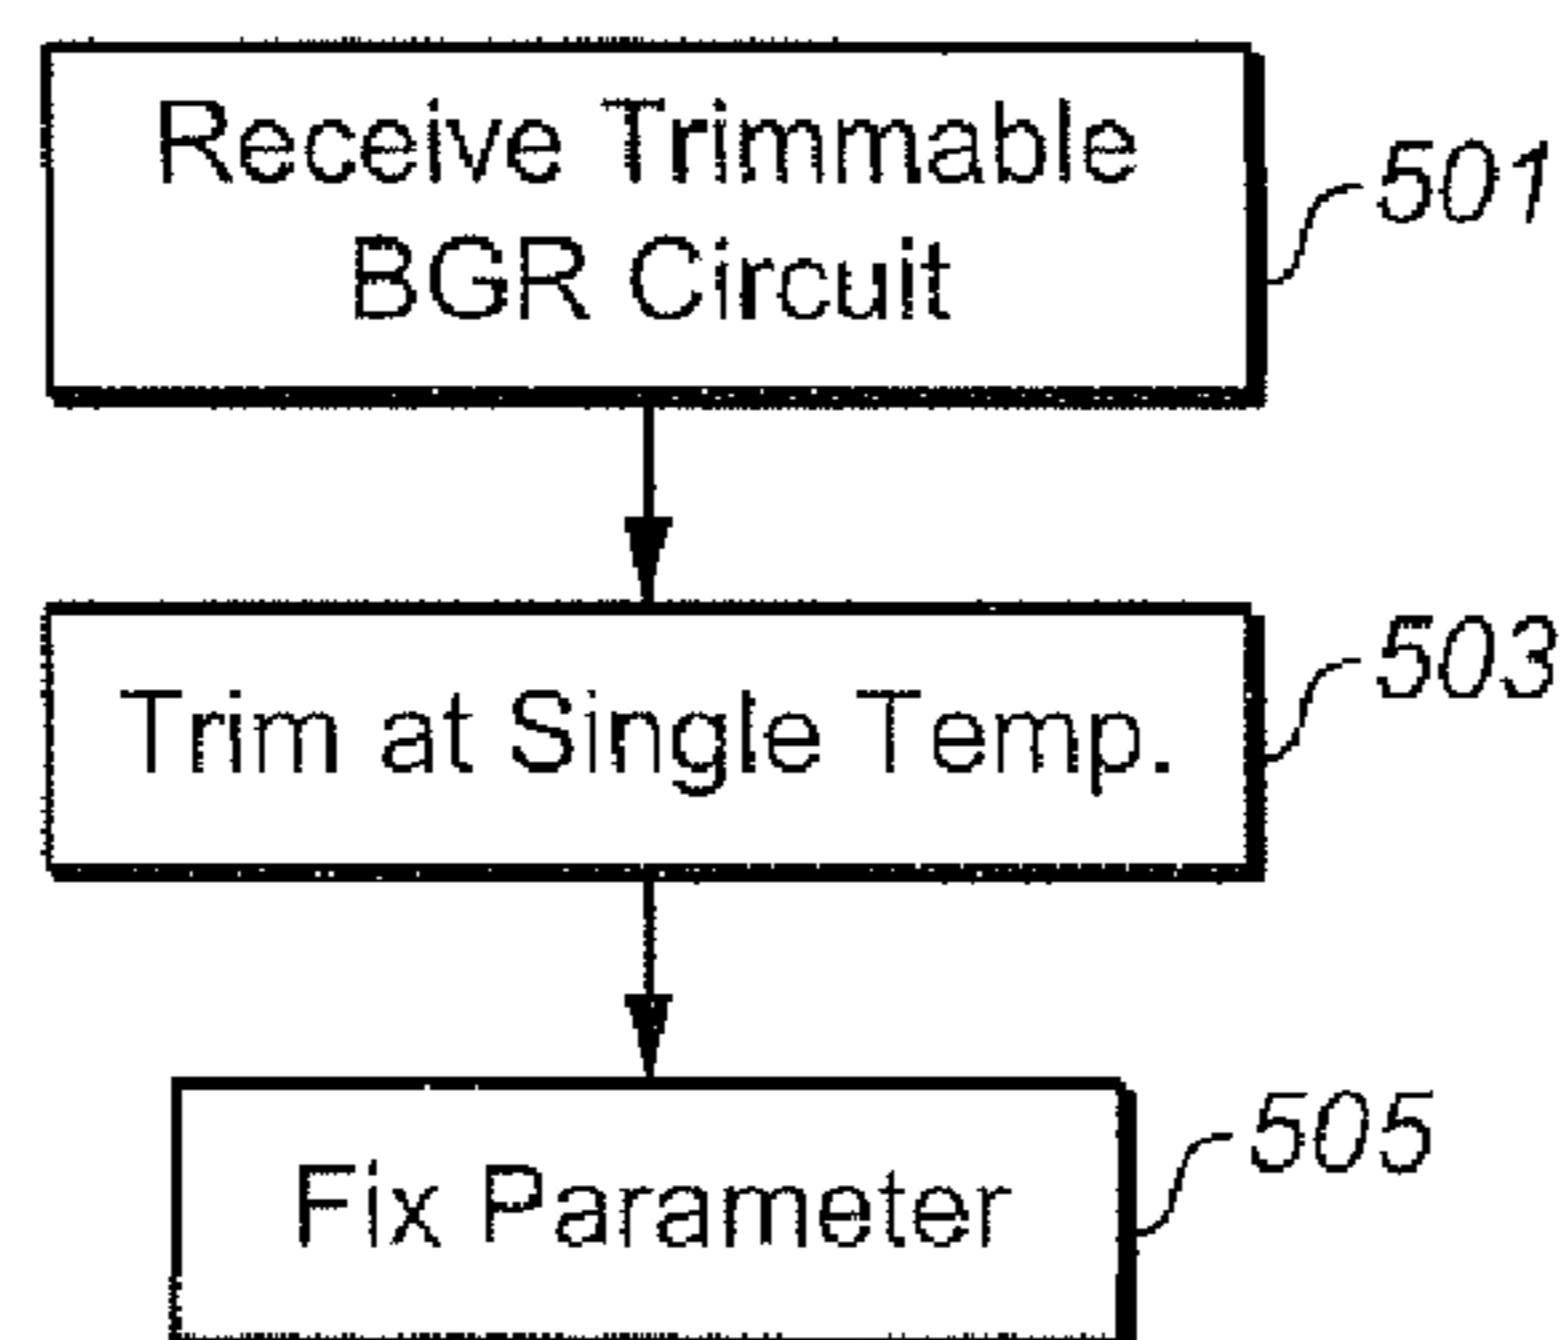 Receive Trimmable
BGR Circuit
501
Trim at Single Temp.
503
Fix Parameter
505